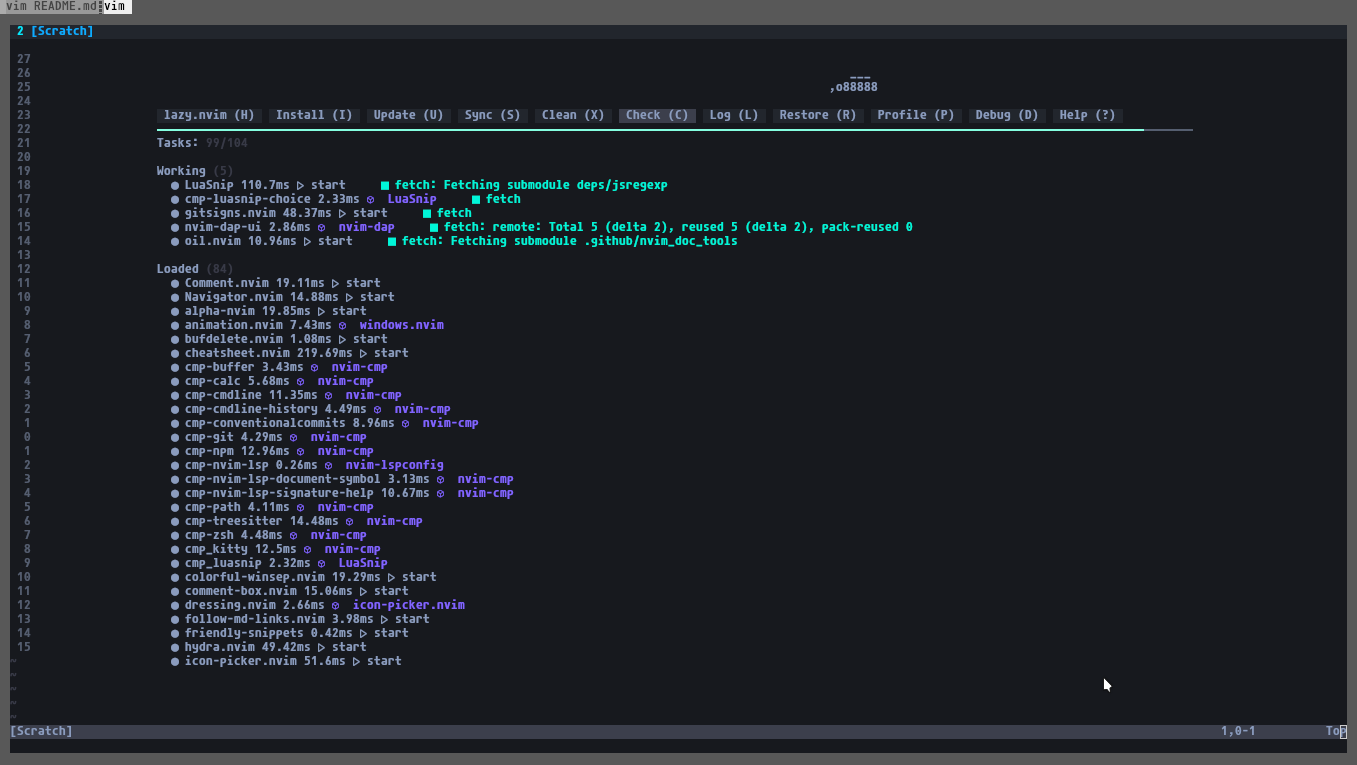 vim README.md vim
2 [Scratch]
27
26 ___
25 ,o88888
24
23 lazy.nvim (H) Install (I) Update (U) Sync (S) Clean (X) Check (C) Log (L) Restore (R) Profile (P) Debug (D) Help (?)
22
21 Tasks: 99/104
20
19 Working (5)
18 ● LuaSnip 110.7ms ▷ start ■ fetch: Fetching submodule deps/jsregexp
17 ● cmp-luasnip-choice 2.33ms LuaSnip ■ fetch
16 ● gitsigns.nvim 48.37ms ▷ start ■ fetch
15 ● nvim-dap-ui 2.86ms nvim-dap ■ fetch: remote: Total 5 (delta 2), reused 5 (delta 2), pack-reused 0
14 ● oil.nvim 10.96ms ▷ start ■ fetch: Fetching submodule .github/nvim_doc_tools
13
12 Loaded (84)
11 ● Comment.nvim 19.11ms ▷ start
10 ● Navigator.nvim 14.88ms ▷ start
9 ● alpha-nvim 19.85ms ▷ start
8 ● animation.nvim 7.43ms windows.nvim
7 ● bufdelete.nvim 1.08ms ▷ start
6 ● cheatsheet.nvim 219.69ms ▷ start
5 ● cmp-buffer 3.43ms nvim-cmp
4 ● cmp-calc 5.68ms nvim-cmp
3 ● cmp-cmdline 11.35ms nvim-cmp
2 ● cmp-cmdline-history 4.49ms nvim-cmp
1 ● cmp-conventionalcommits 8.96ms nvim-cmp
0 ● cmp-git 4.29ms nvim-cmp
1 ● cmp-npm 12.96ms nvim-cmp
2 ● cmp-nvim-lsp 0.26ms nvim-lspconfig
3 ● cmp-nvim-lsp-document-symbol 3.13ms nvim-cmp
4 ● cmp-nvim-lsp-signature-help 10.67ms nvim-cmp
5 ● cmp-path 4.11ms nvim-cmp
6 ● cmp-treesitter 14.48ms nvim-cmp
7 ● cmp-zsh 4.48ms nvim-cmp
8 ● cmp_kitty 12.5ms nvim-cmp
9 ● cmp_luasnip 2.32ms LuaSnip
10 ● colorful-winsep.nvim 19.29ms ▷ start
11 ● comment-box.nvim 15.06ms ▷ start
12 ● dressing.nvim 2.66ms icon-picker.nvim
13 ● follow-md-links.nvim 3.98ms ▷ start
14 ● friendly-snippets 0.42ms ▷ start
15 ● hydra.nvim 49.42ms ▷ start
~ ● icon-picker.nvim 51.6ms ▷ start
~
~
~
~
[Scratch] 1,0-1 Top